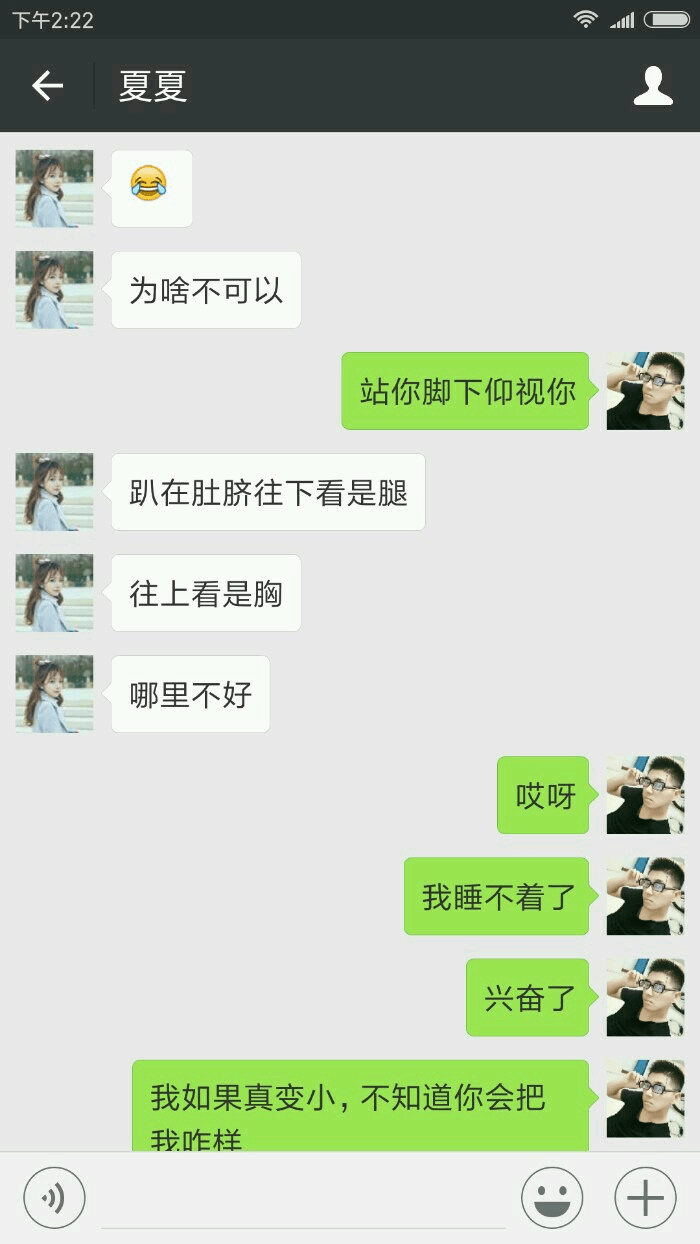 下午2:22
夏夏
😂
为啥不可以
站你脚下仰视你
趴在肚脐往下看是腿
往上看是胸
哪里不好
哎呀
我睡不着了
兴奋了
我如果真变小，不知道你会把
我咋样